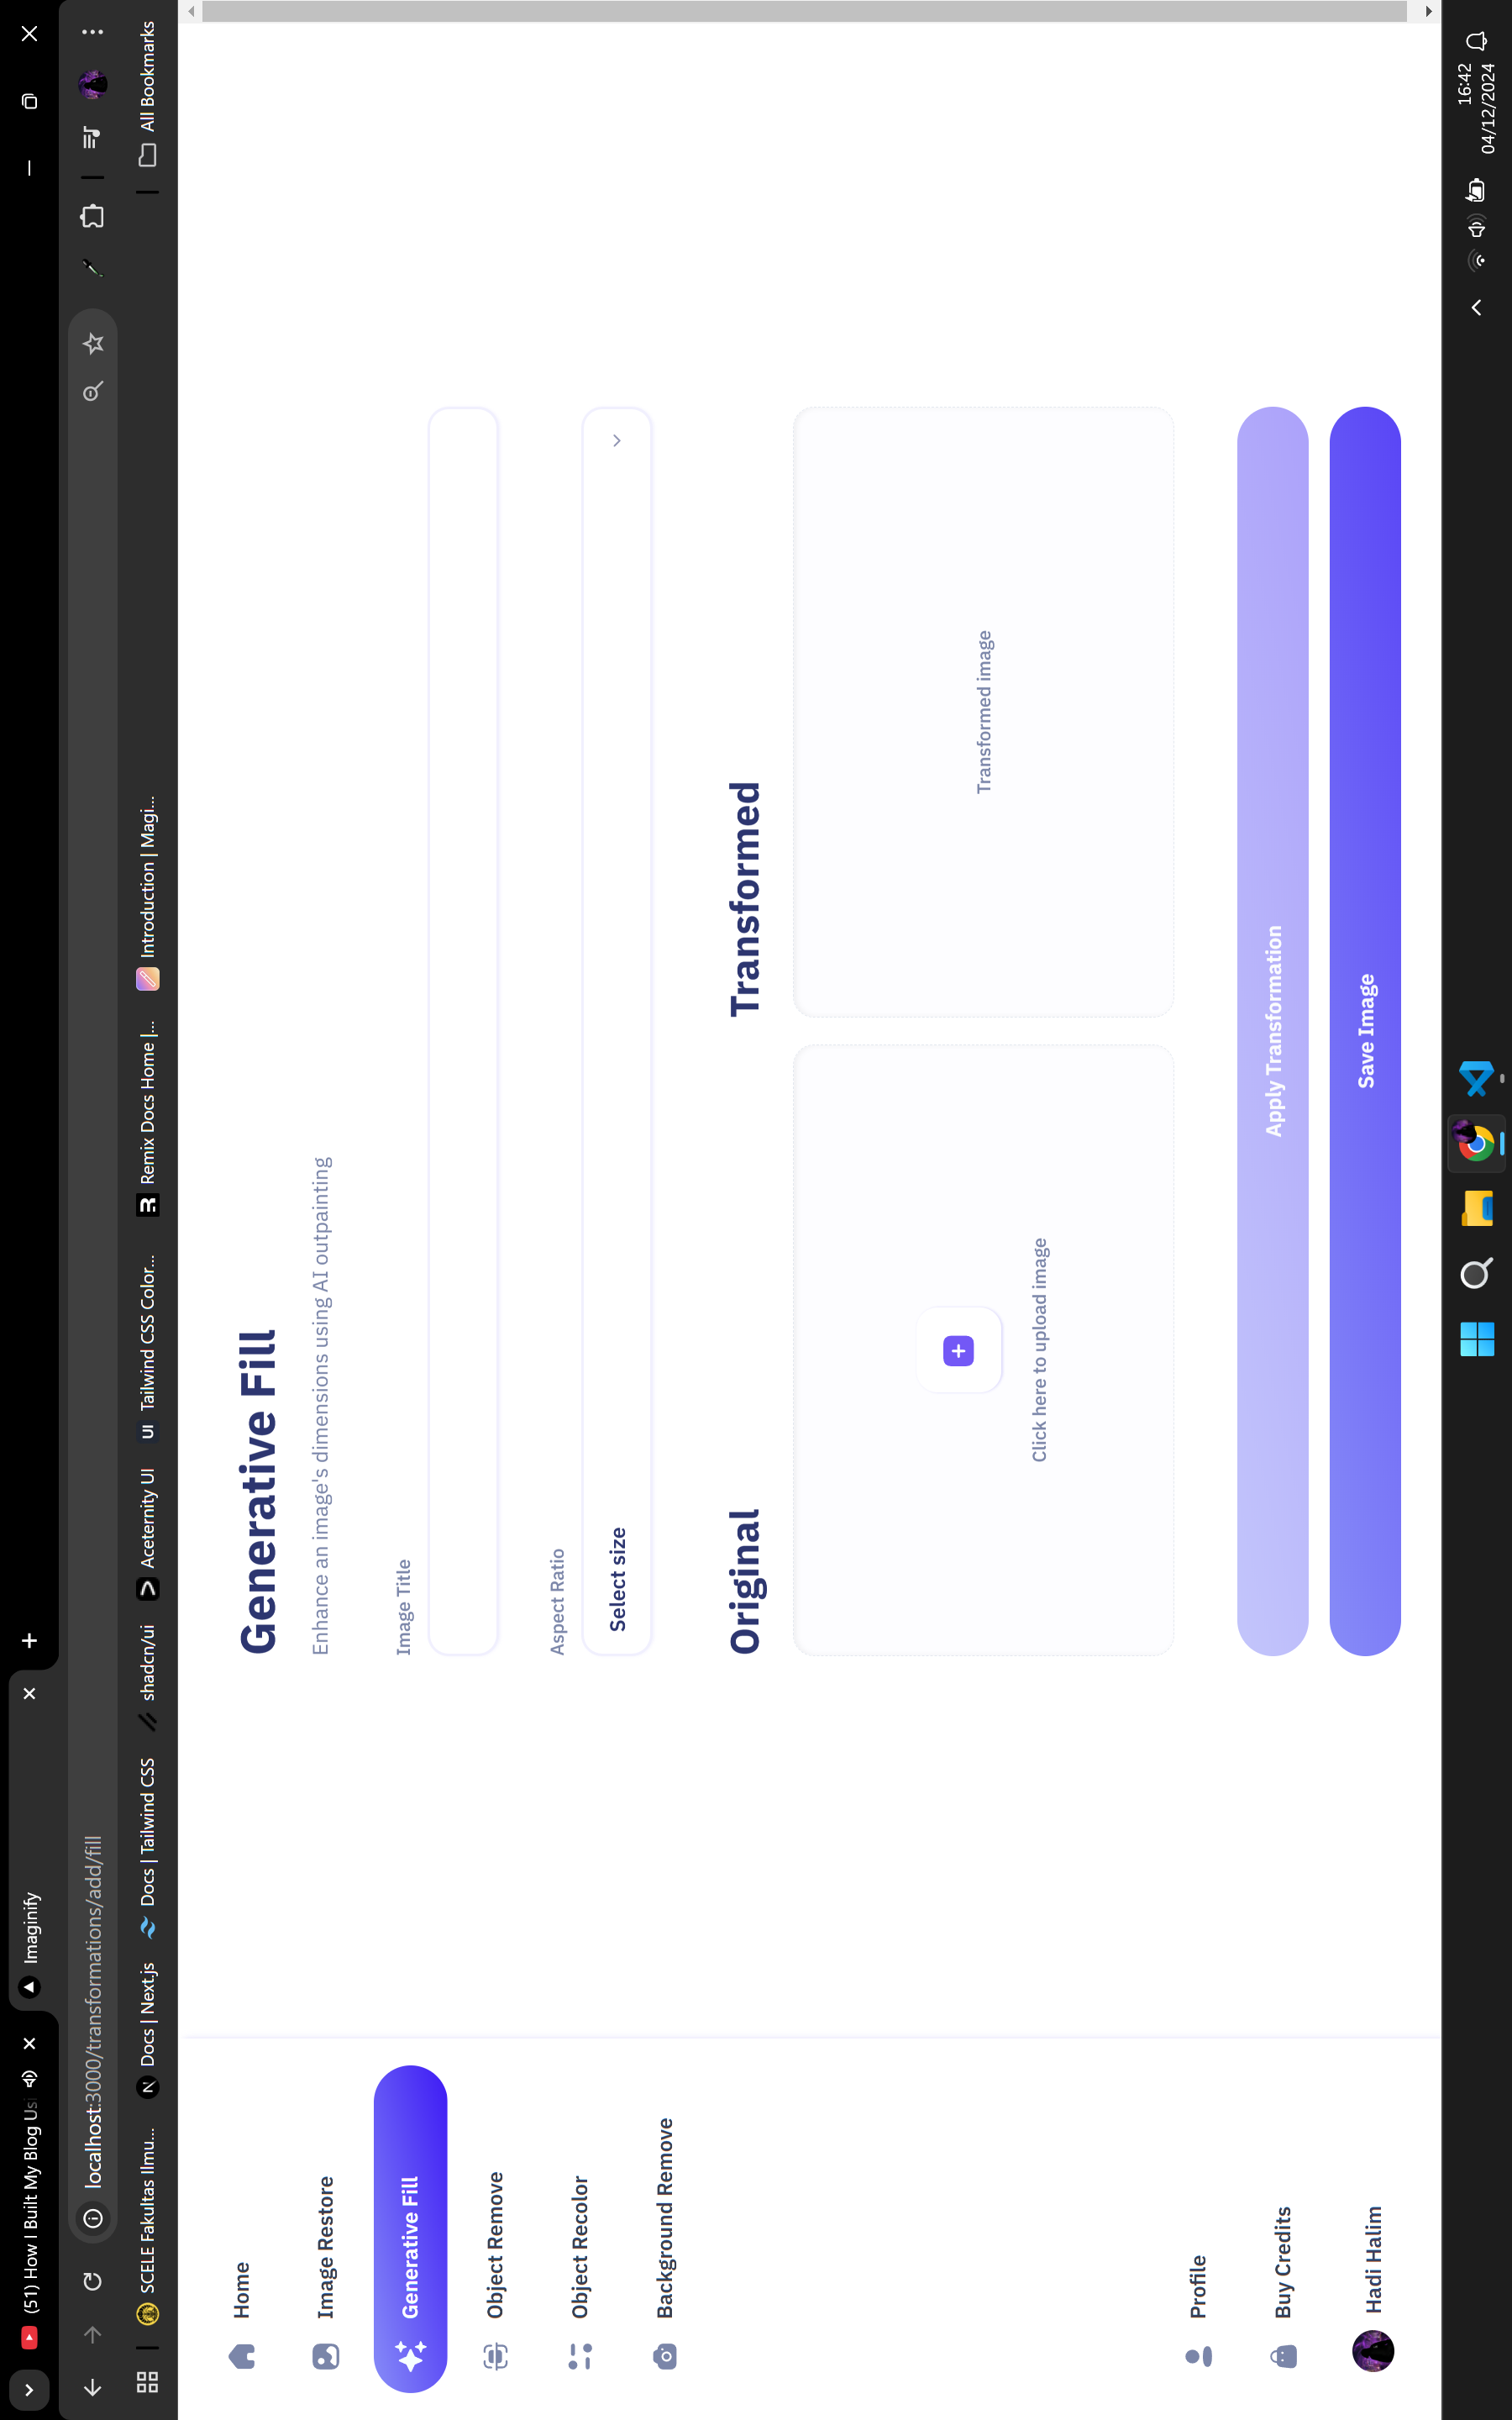 (51) How I Built My Blog Usi
Imaginify
localhost:3000/transformations/add/fill
SCELE Fakultas Ilmu...
Docs | Next.js
Docs | Tailwind CSS
shadcn/ui
Aceternity UI
UI
Tailwind CSS Color...
Remix Docs Home |...
Introduction | Magi...
All Bookmarks
Home
Image Restore
Generative Fill
Object Remove
Object Recolor
Background Remove
Profile
Buy Credits
Hadi Halim
Generative Fill
Enhance an image's dimensions using AI outpainting
Image Title
Aspect Ratio
Select size
Original
Transformed
Click here to upload image
Transformed image
Apply Transformation
Save Image
16:42
04/12/2024